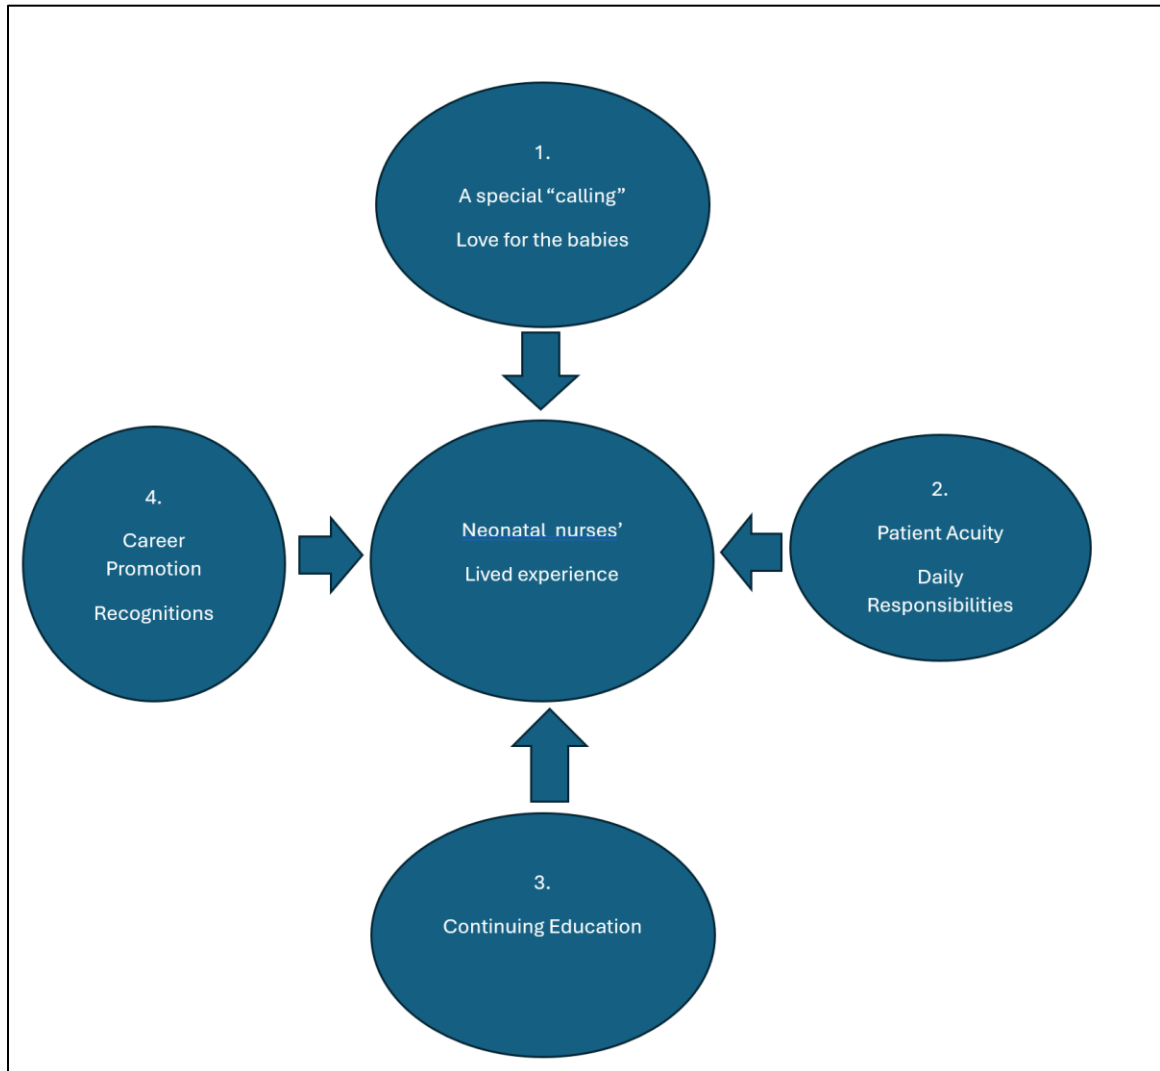 1.
A special “calling”
Love for the babies
4.
Career
Promotion
Recognitions
Neonatal  nurses’
Lived experience
2.
Patient Acuity
Daily
Responsibilities
3.
Continuing Education